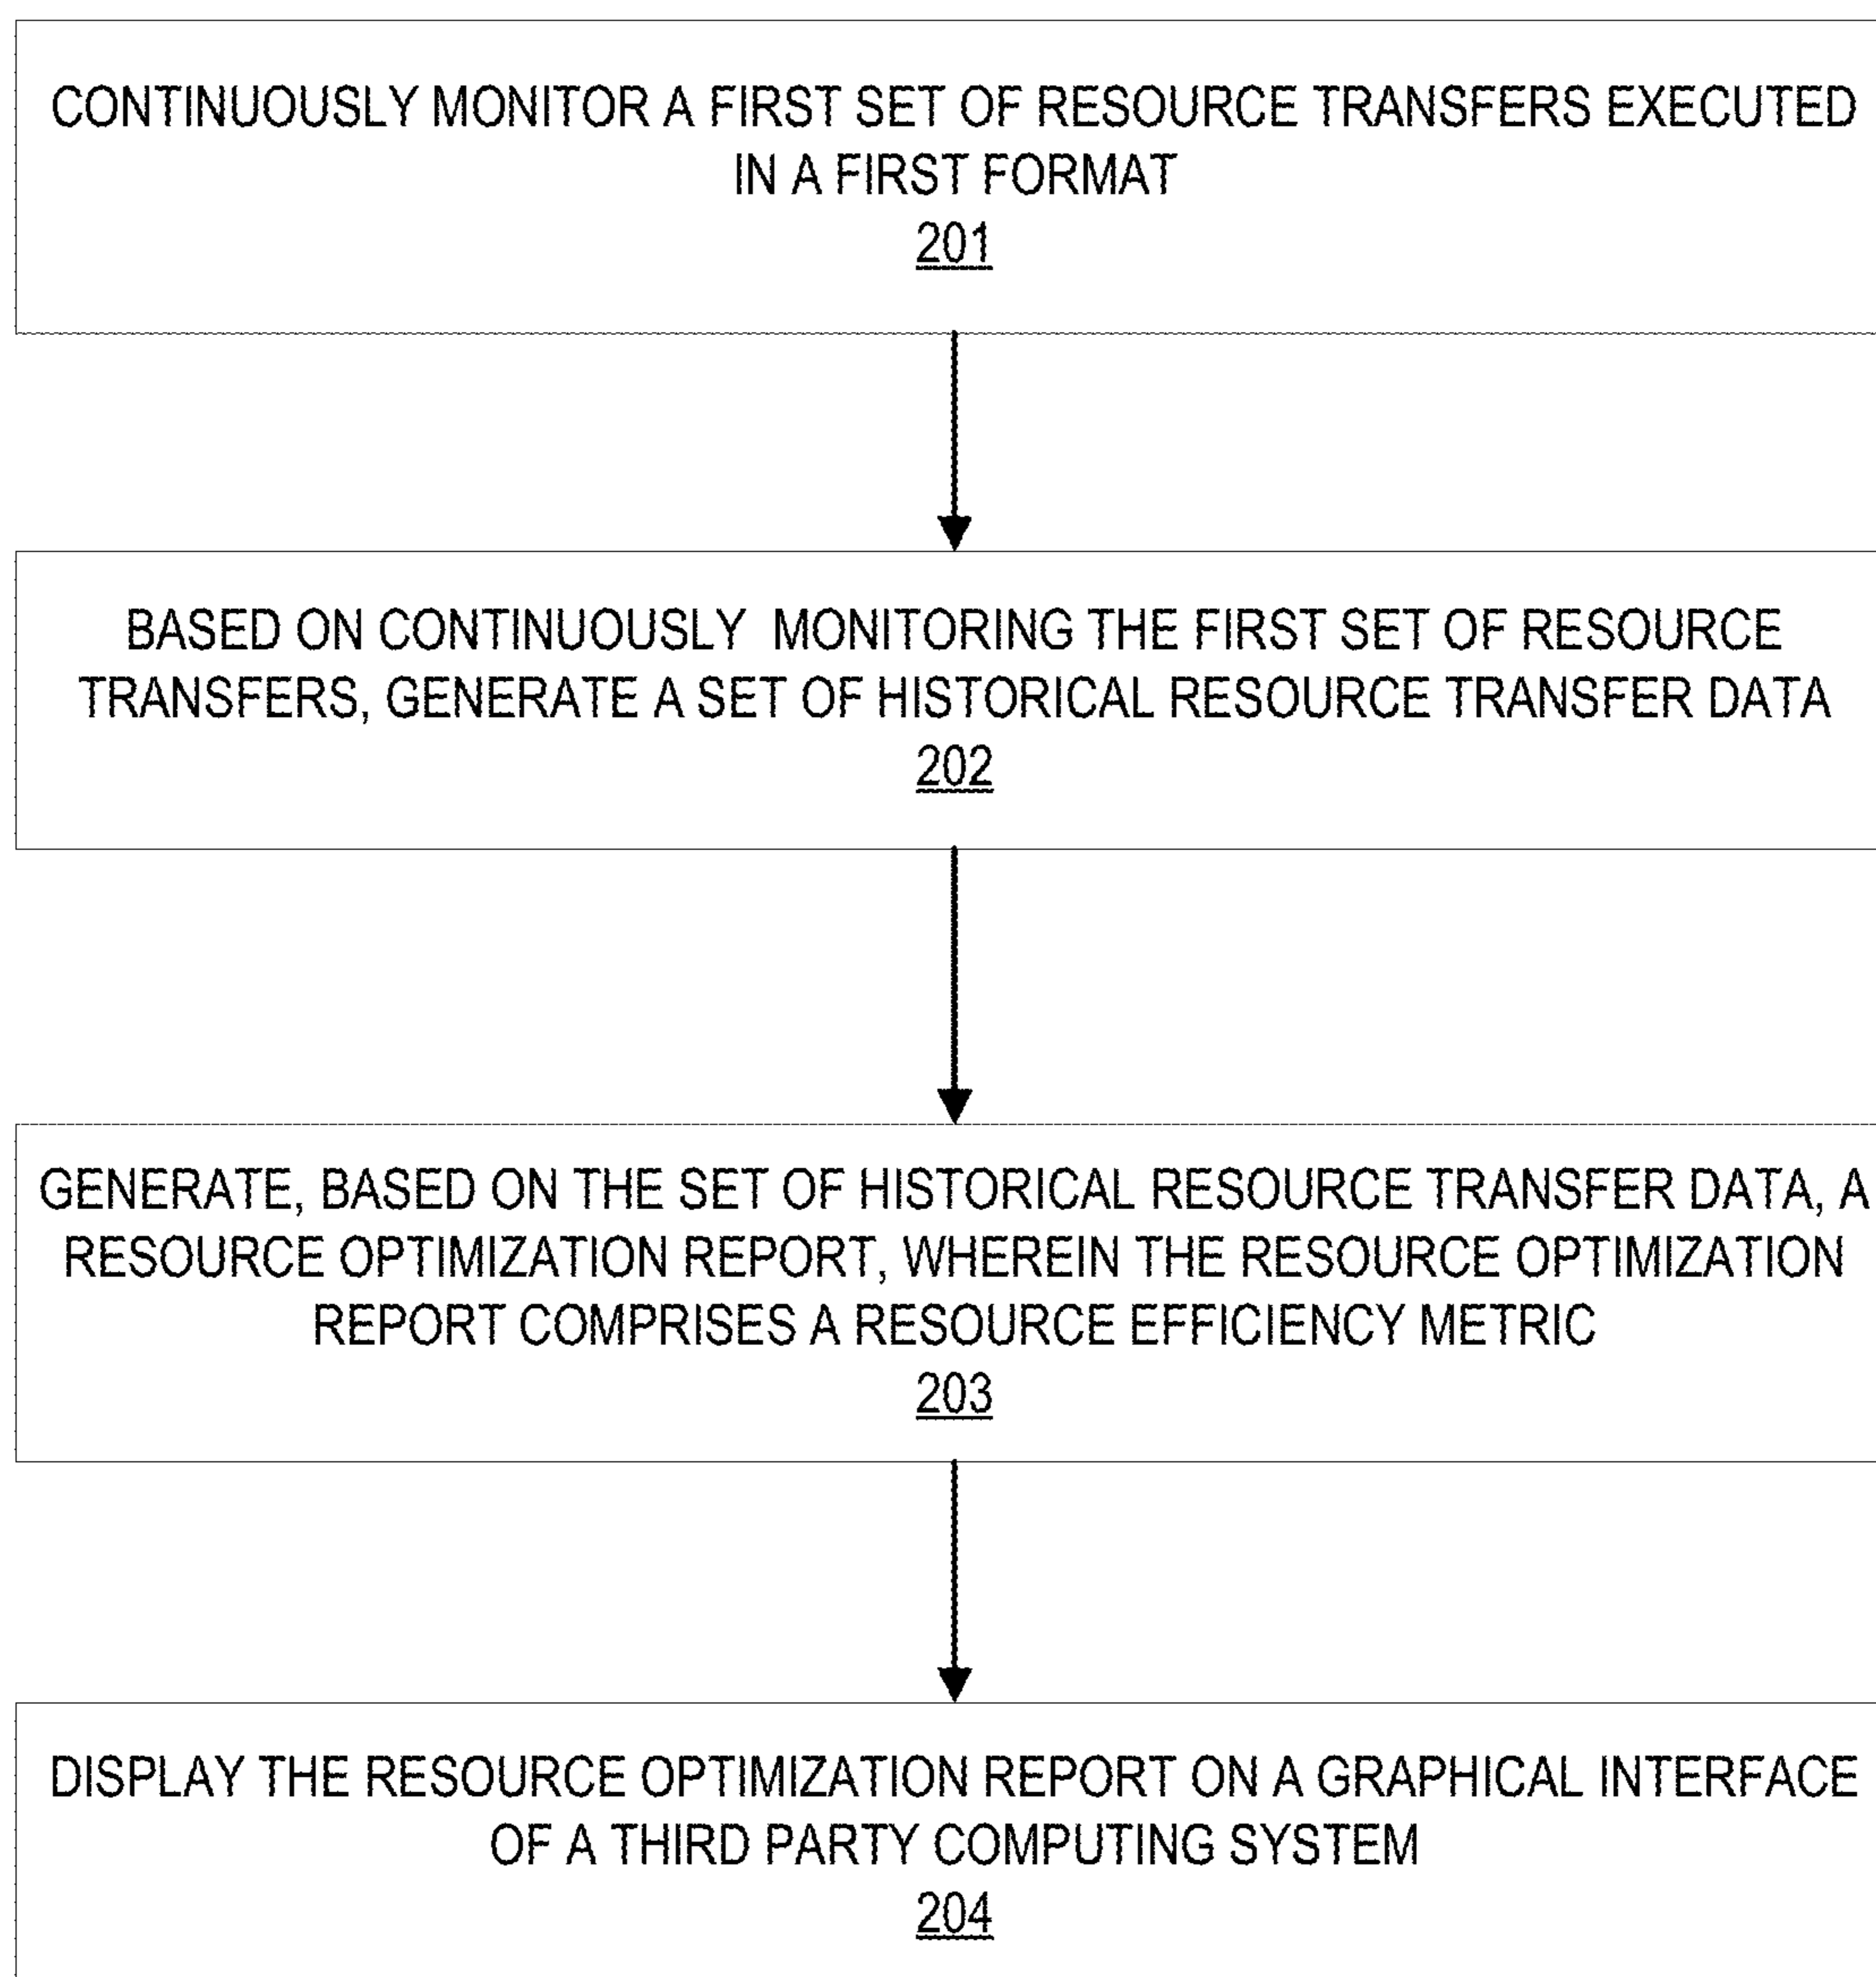 CONTINUOUSLY MONITOR A FIRST SET OF RESOURCE TRANSFERS EXECUTED
IN A FIRST FORMAT
201
BASED ON CONTINUOUSLY MONITORING THE FIRST SET OF RESOURCE
TRANSFERS, GENERATE A SET OF HISTORICAL RESOURCE TRANSFER DATA
202
GENERATE, BASED ON THE SET OF HISTORICAL RESOURCE TRANSFER DATA, A
RESOURCE OPTIMIZATION REPORT, WHEREIN THE RESOURCE OPTIMIZATION
REPORT COMPRISES A RESOURCE EFFICIENCY METRIC
203
DISPLAY THE RESOURCE OPTIMIZATION REPORT ON A GRAPHICAL INTERFACE
OF A THIRD PARTY COMPUTING SYSTEM
204